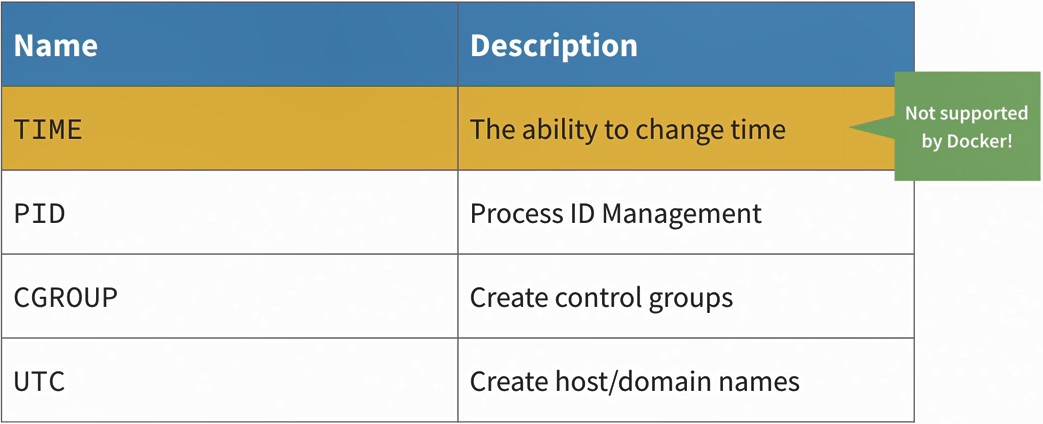 Name Description
TIME The ability to change time
Not supported
by Docker!
PID Process ID Management
CGROUP Create control groups
UTC Create host/domain names